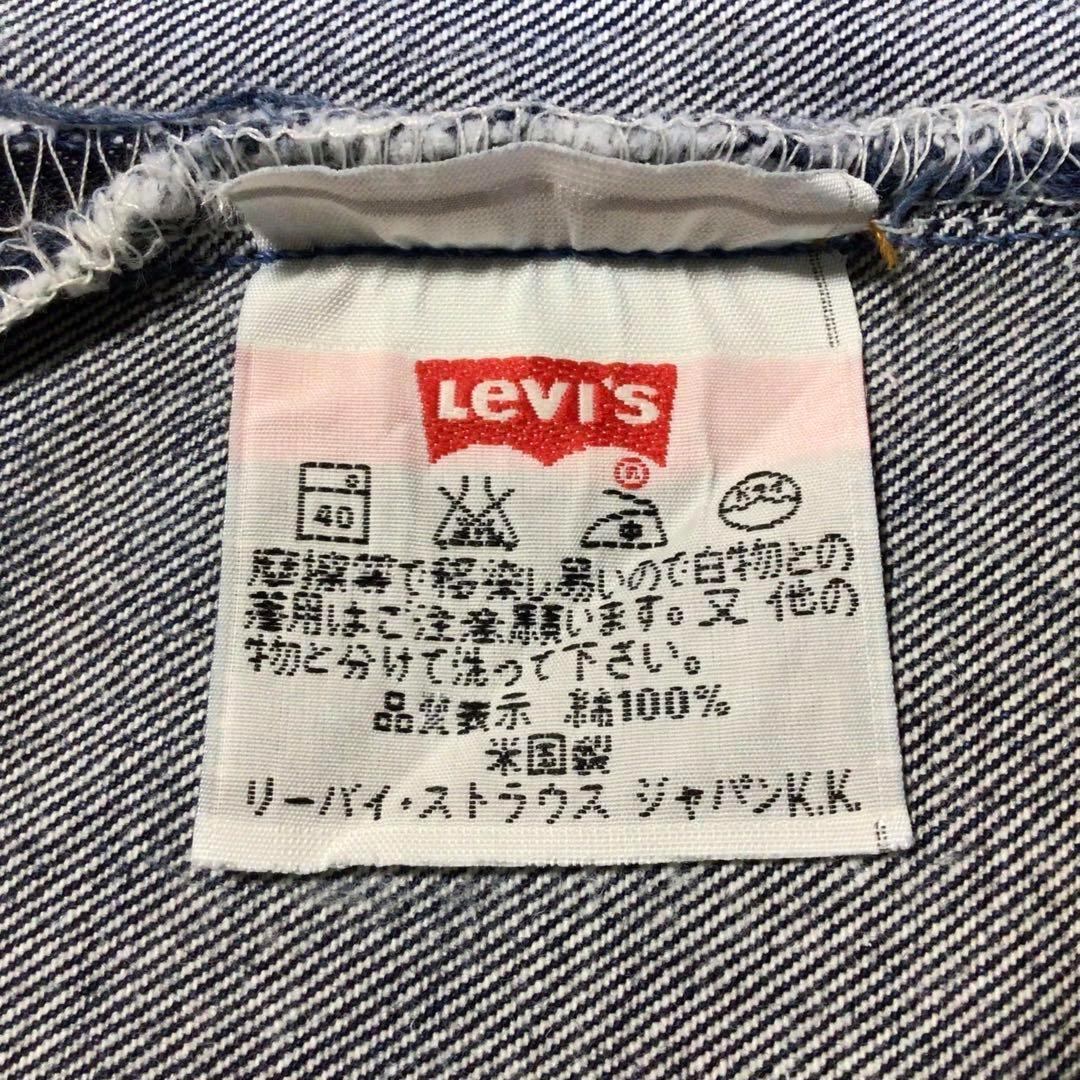 LEVI'S
®
40
摩擦等で移染し易いので白物との
着用はご注意願います。又 他の
物と分けて洗って下さい。
品質表示 綿100%
米国製
リーバイ・ストラウス ジャパンK.K.